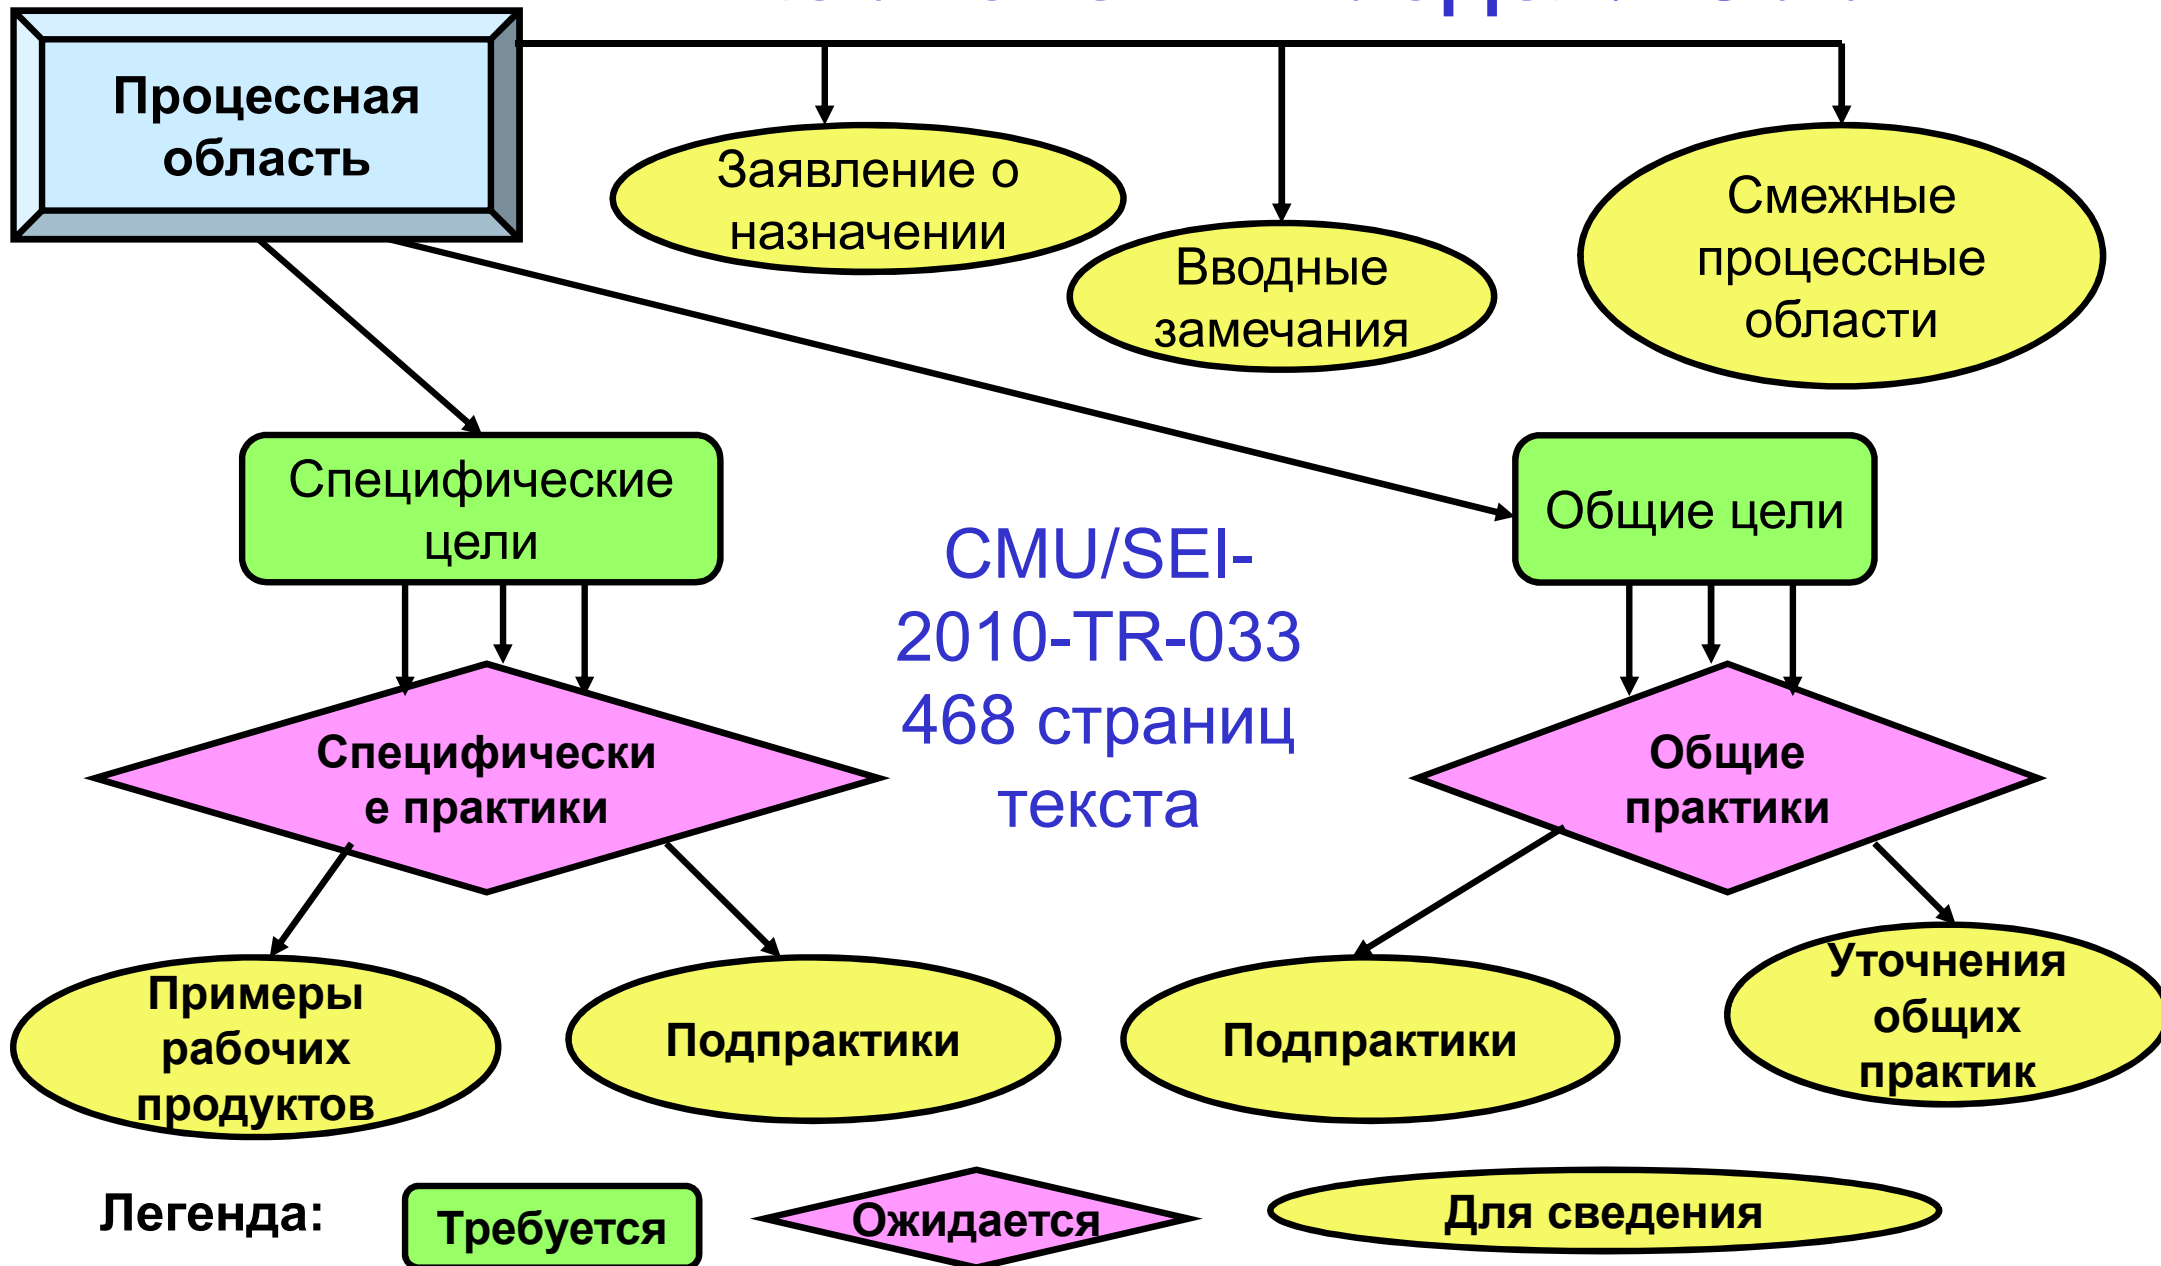 Процессная
область
Заявление о
назначении
Вводные
замечания
Смежные
процессные
области
Специфические
цели
Общие цели
CMU/SEI-
2010-TR-033
468 страниц
текста
Специфически
е практики
Общие
практики
Примеры
рабочих
продуктов
Подпрактики
Подпрактики
Уточнения
общих
практик
Легенда:
Требуется
Ожидается
Для сведения